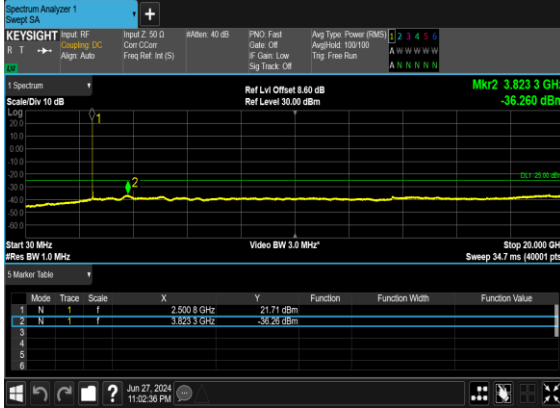 Spectrum Analyzer 1
Swept SA
+
KEYSIGHT Input: RF Input Z: 50 Ω #Atten: 40 dB PNO: Fast Avg Type: Power (RMS) 1 2 3 4 5 6
R T Coupling: DC Corr CCorr Gate: Off Avg|Hold: 100/100 A W W W W W
Align: Auto Freq Ref: Int (S) IF Gain: Low Trig: Free Run
LXI Sig Track: Off A N N N N N
1 Spectrum Ref Lvl Offset 8.60 dB Mkr2 3.823 3 GHz
Scale/Div 10 dB Ref Level 30.00 dBm -36.260 dBm
Log
20.0
1
10.0
0.00
-10.0
-20.0
DL1 25.00 dBm
-30.0
2
-40.0
-50.0
-60.0
Start 30 MHz Video BW 3.0 MHz* Stop 20.000 GH
#Res BW 1.0 MHz Sweep 34.7 ms (40001 pts
5 Marker Table
Mode Trace Scale X Y Function Function Width Function Value
1 N 1 f 2.500 8 GHz 21.71 dBm
2 N 1 f 3.823 3 GHz -36.26 dBm
3
4
5
6
? Jun 27, 2024
11:02:36 PM